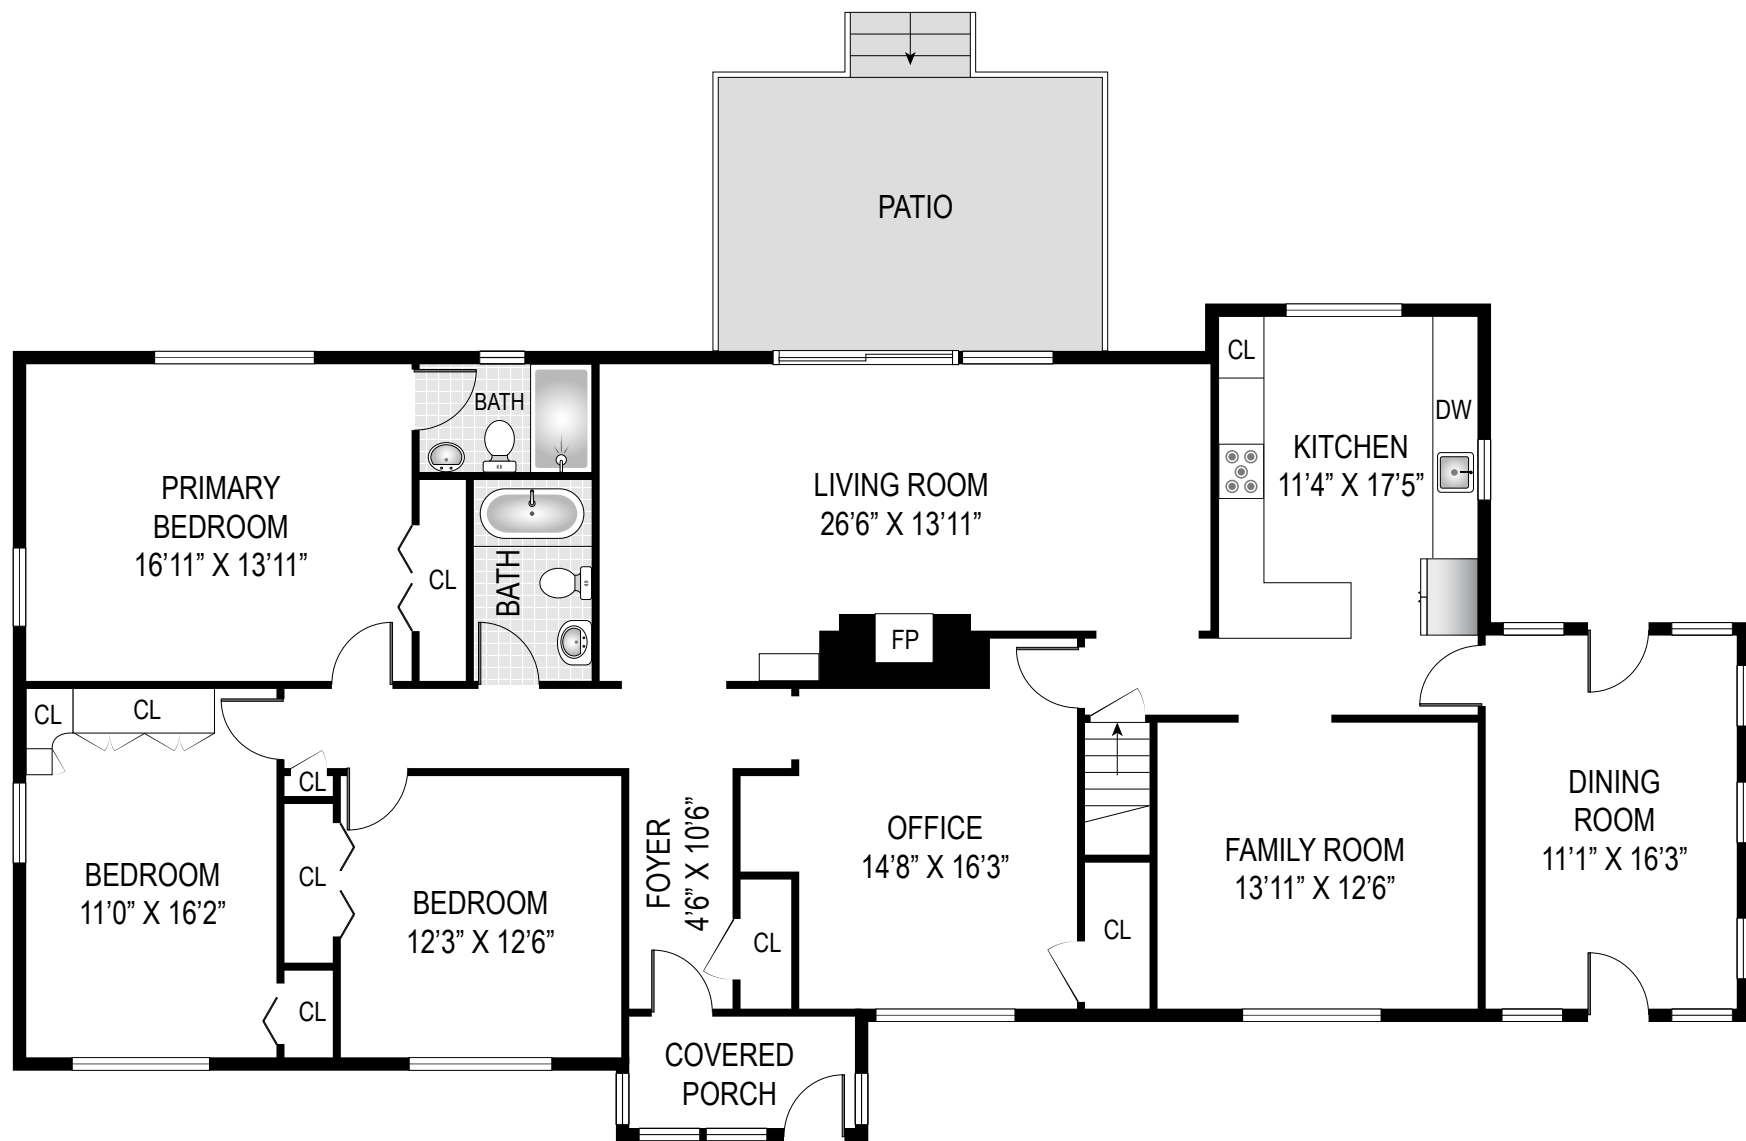 PATIO
CL
BATH
DW
KITCHEN
11'4” X 17'5”
PRIMARY
BEDROOM
16'11” X 13'11”
LIVING ROOM
26'6” X 13'11”
CL
BATH
FP
CL
CL
CL
BEDROOM
11'0” X 16'2”
CL
CL
BEDROOM
12'3” X 12'6”
FOYER
4'6” X 10'6”
CL
OFFICE
14'8” X 16'3”
CL
FAMILY ROOM
13'11” X 12'6”
DINING
ROOM
11'1” X 16'3”
COVERED
PORCH